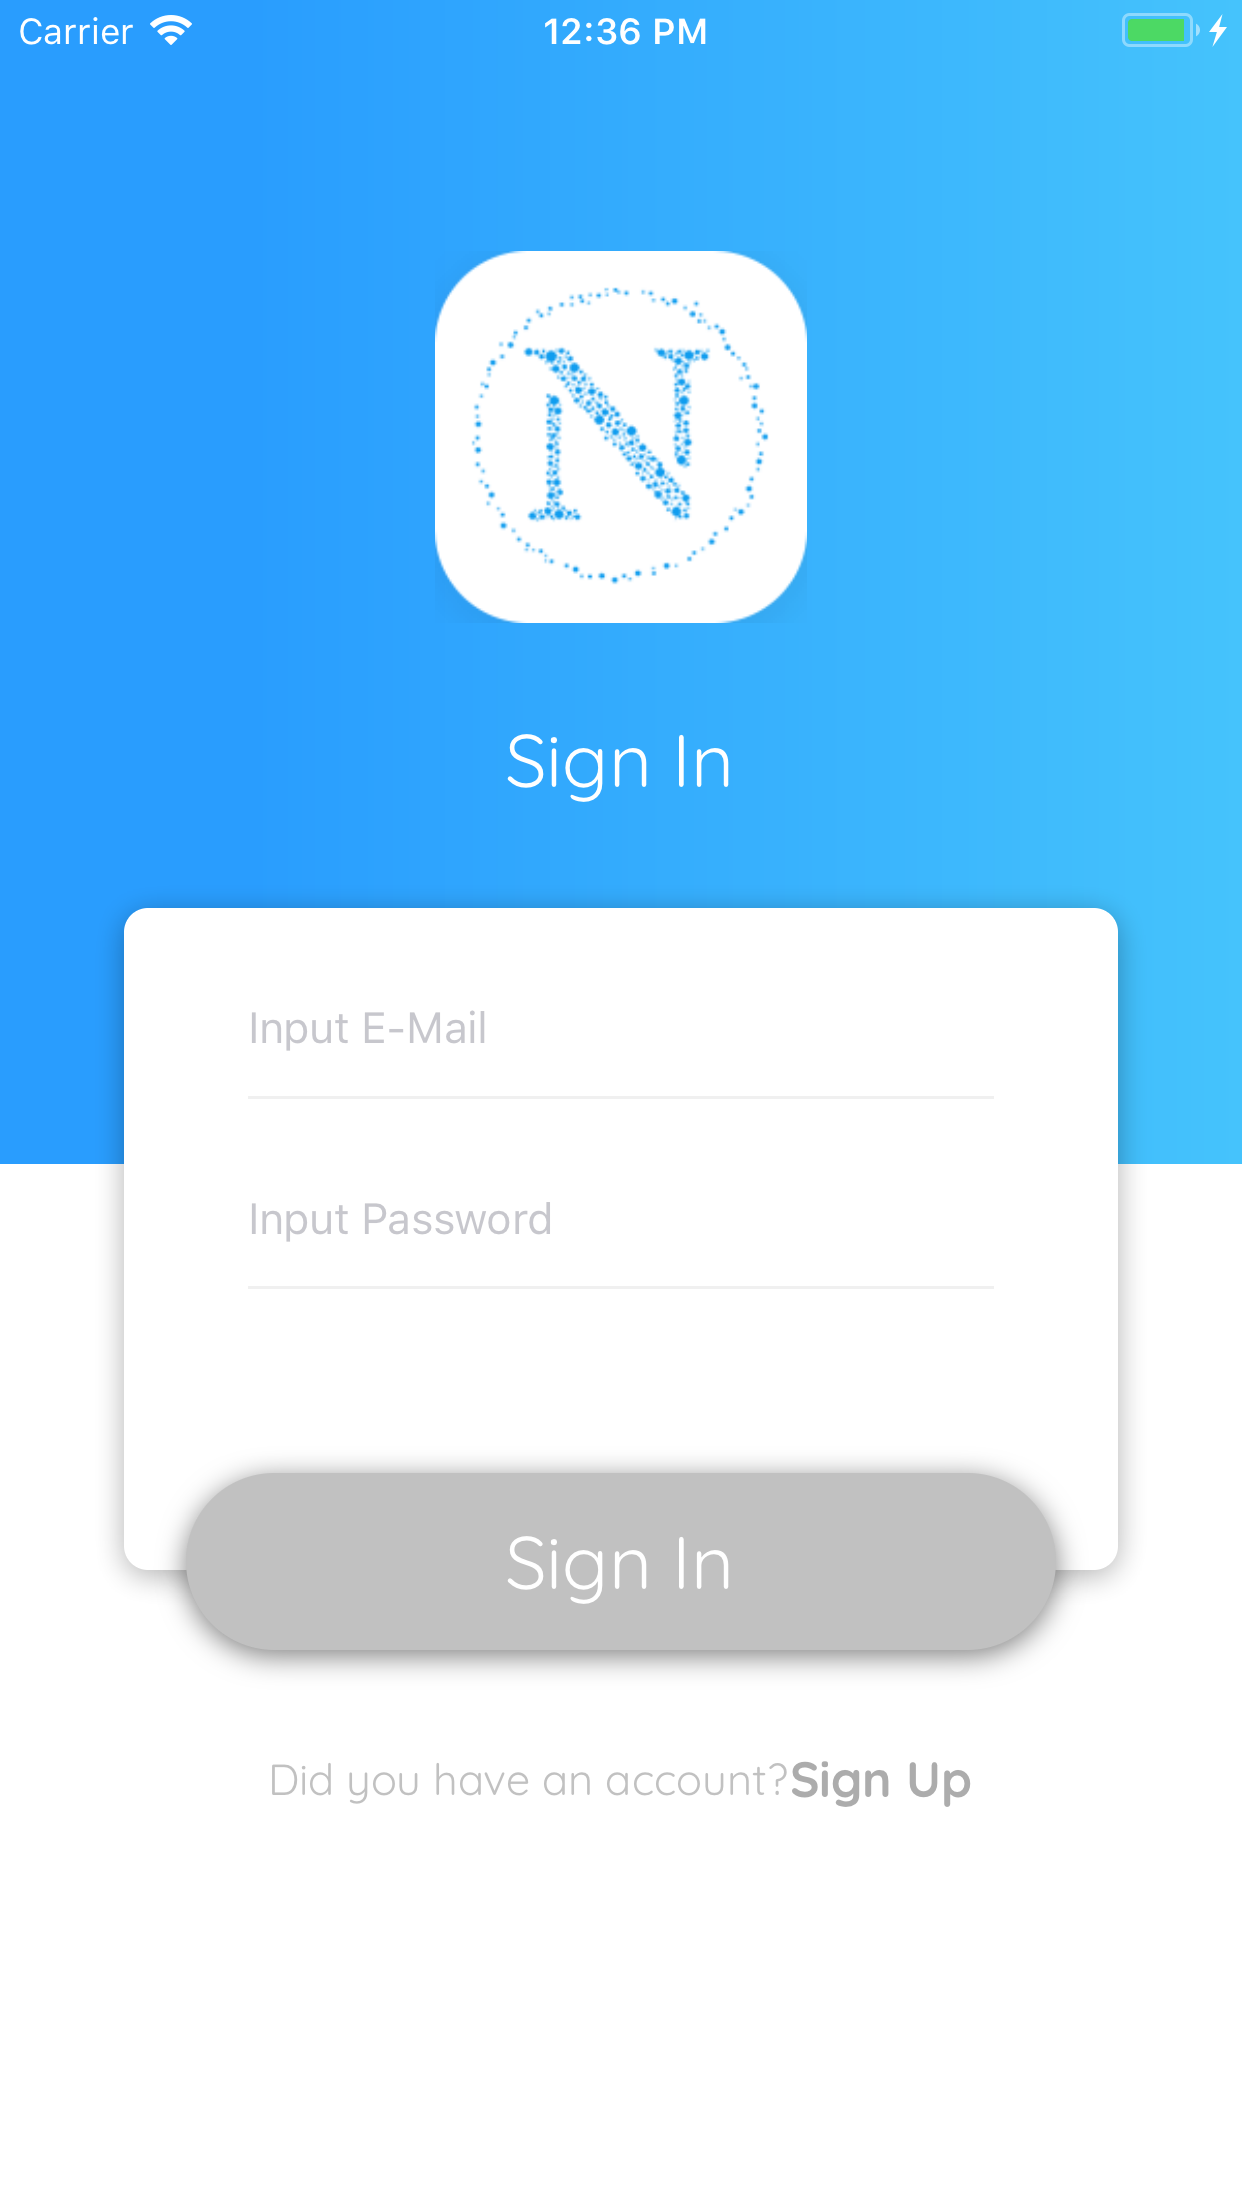 Carrier 12:36 PM
N
Sign In
Input E-Mail
Input Password
Sign In
Did you have an account?Sign Up